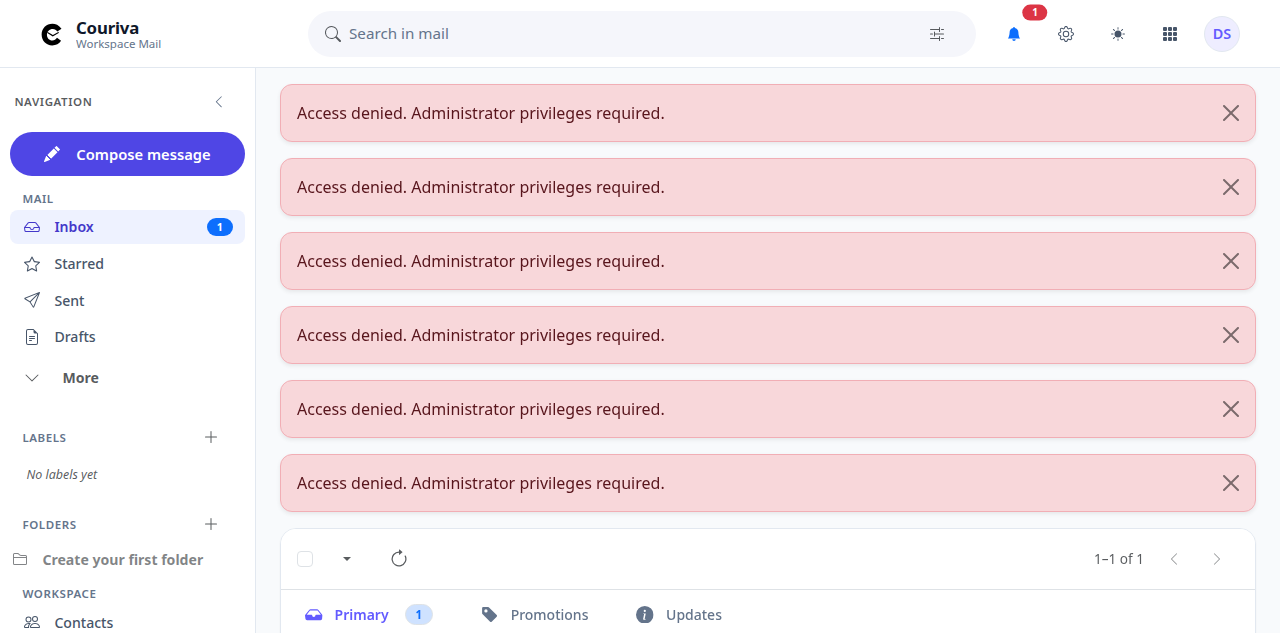 Couriva
Workspace Mail
Search in mail
1
DS
NAVIGATION
Compose message
MAIL
Inbox 1
Starred
Sent
Drafts
More
LABELS
No labels yet
FOLDERS
Create your first folder
WORKSPACE
Contacts
Access denied. Administrator privileges required.
Access denied. Administrator privileges required.
Access denied. Administrator privileges required.
Access denied. Administrator privileges required.
Access denied. Administrator privileges required.
Access denied. Administrator privileges required.
1–1 of 1
Primary 1 Promotions Updates